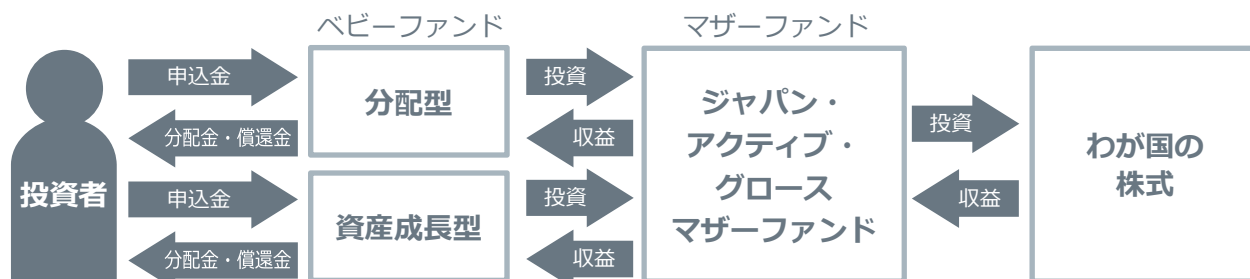 ベビーファンド
マザーファンド
投資者
申込金
分配金・償還金
申込金
分配金・償還金
分配型
資産成長型
投資
収益
投資
収益
ジャパン・
アクティブ・
グロース
マザーファンド
投資
収益
わが国の
株式